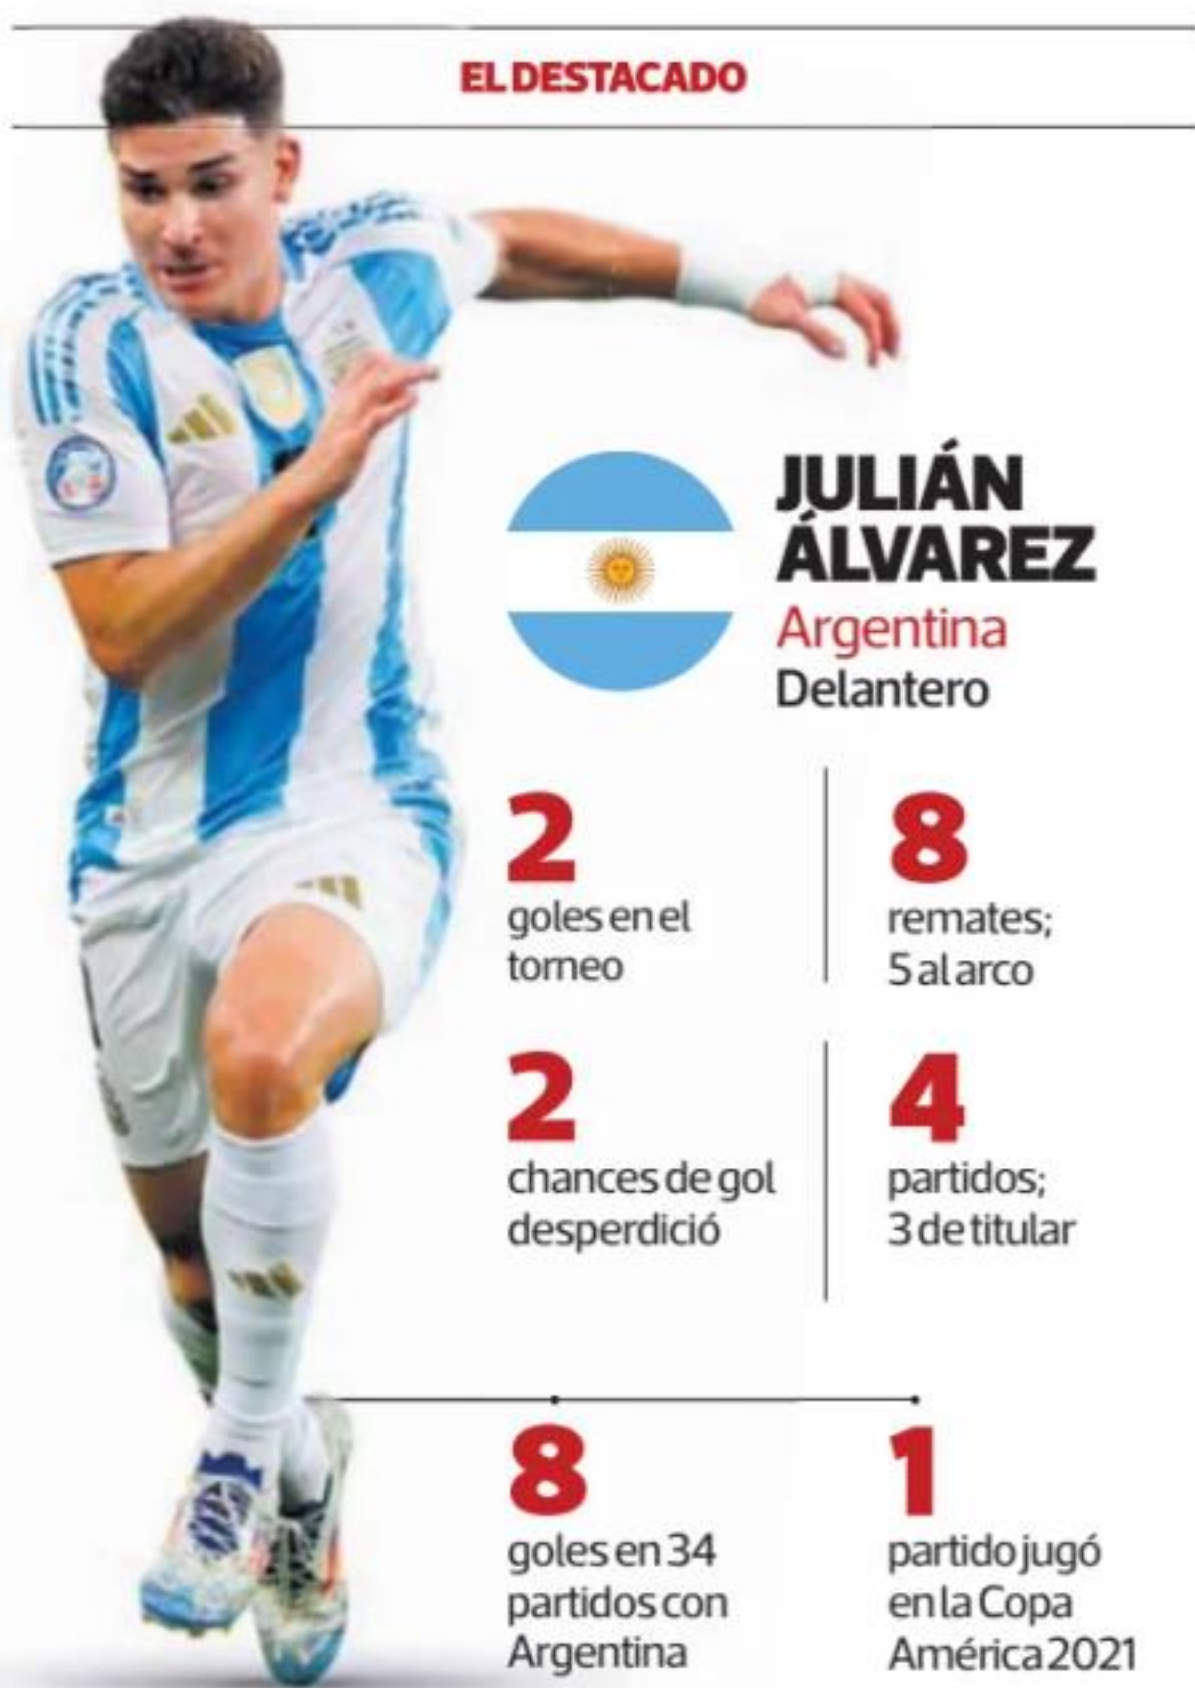 EL DESTACADO
JULIÁN
ÁLVAREZ
Argentina
Delantero
2
goles en el
torneo
8
remates;
5 al arco
2
chances de gol
desperdició
4
partidos;
3 de titular
8
goles en 34
partidos con
Argentina
1
partido jugó
en la Copa
América 2021